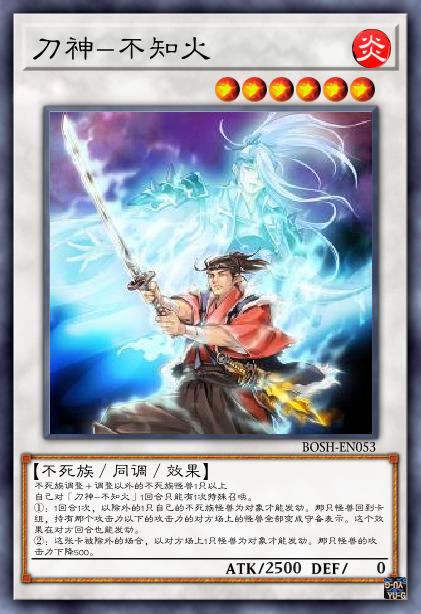 刀神-不知火
炎
BOSH-EN053
【不死族/同调/效果】
不死族调整+调整以外的不死族怪兽1只以上
自己对「刀神-不知火」1回合只能有1次特殊召唤。
①：1回合1次，以除外的1只自己的不死族怪兽为对象才能发动。那只怪兽回到卡
组，持有那个攻击力以下的攻击力的对方场上的怪兽全部变成守备表示。这个效
果在对方回合也能发动。
②：这张卡被除外的场合，以对方场上1只怪兽为对象才能发动。那只怪兽的攻
击力下降500。
ATK/2500 DEF/ 0